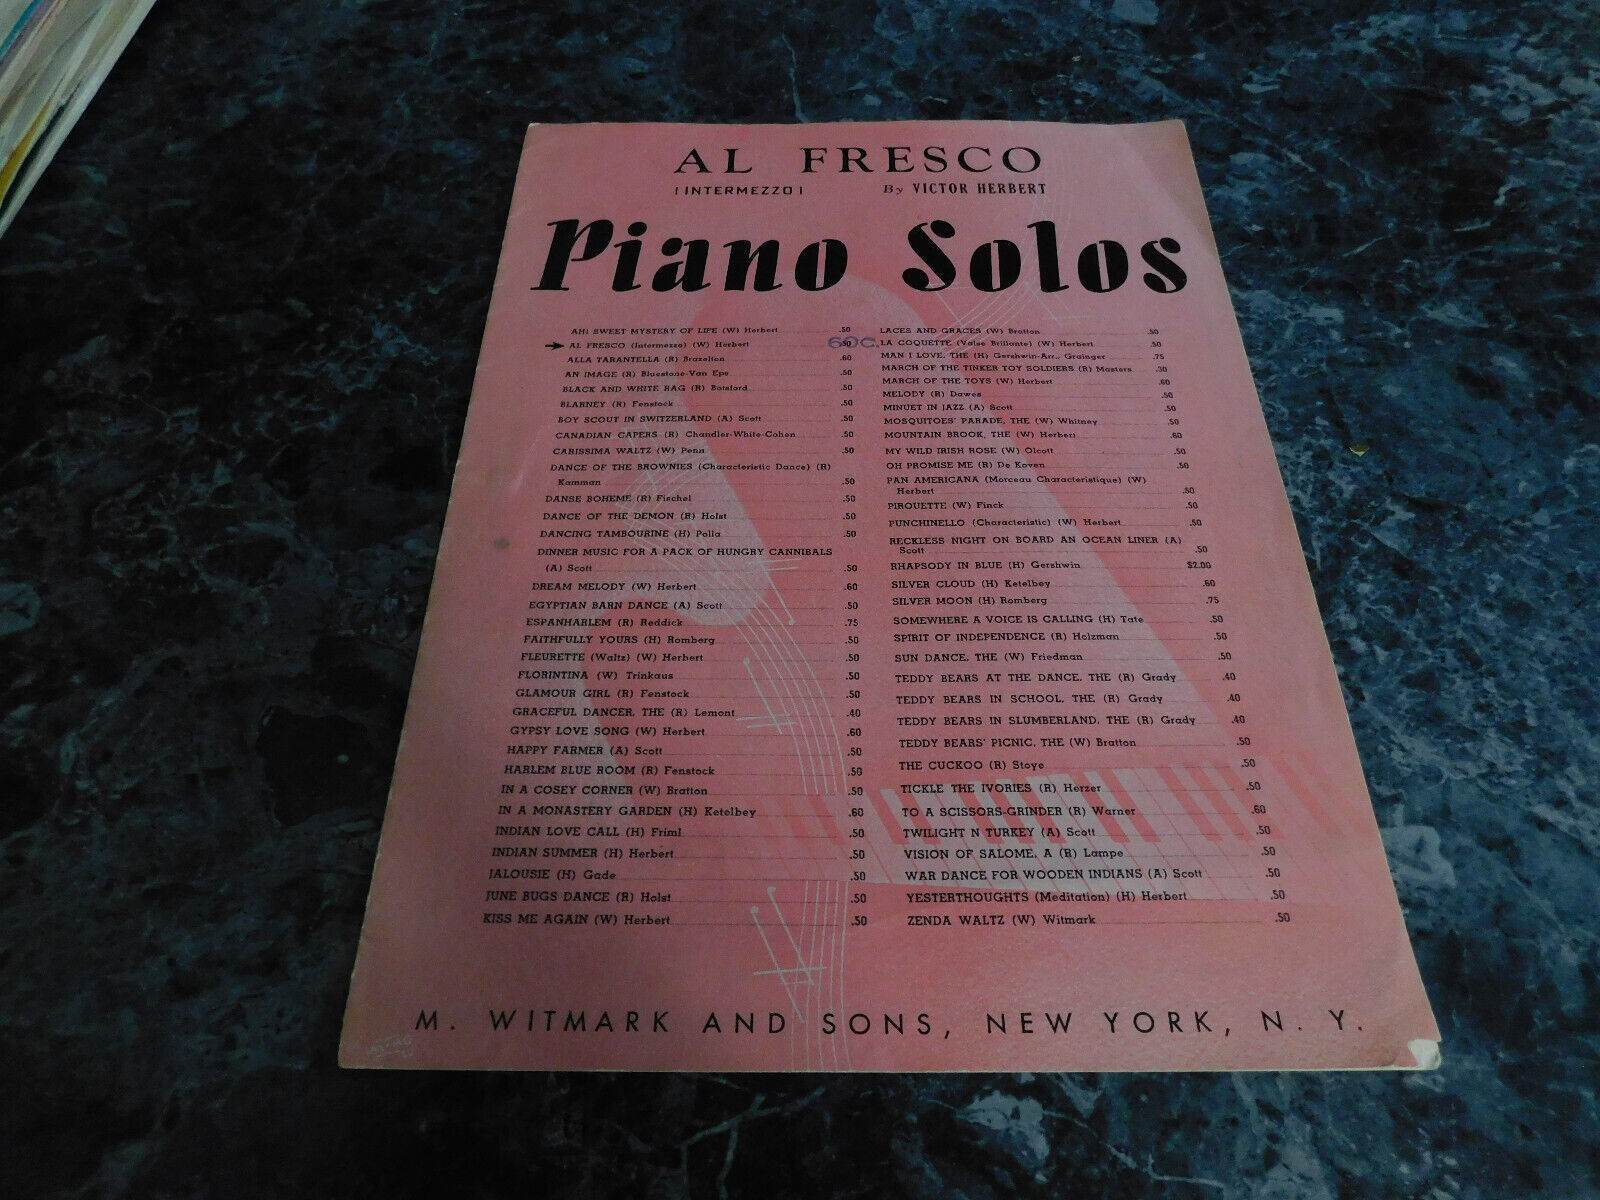 AL FRESCO
(INTERMEZZO) By VICTOR HERBERT
Piano Solos
AH! SWEET MYSTERY OF LIFE (W) Herbert .50
AL FRESCO (Intermezzo) (W) Herbert .50
60c.
ALLA TARANTELLA (R) Brazelton .60
AN IMAGE (R) Bluestone-Van Eps .50
BLACK AND WHITE RAG (R) Botsford .50
BLARNEY (R) Fenstock .50
BOY SCOUT IN SWITZERLAND (A) Scott .50
CANADIAN CAPERS (R) Chandler-White-Cohen .50
CARISSIMA WALTZ (W) Penn .50
DANCE OF THE BROWNIES (Characteristic Dance) (R)
Kamman .50
DANSE BOHEME (R) Fischel .50
DANCE OF THE DEMON (R) Holst .50
DANCING TAMBOURINE (H) Polla .50
DINNER MUSIC FOR A PACK OF HUNGRY CANNIBALS
(A) Scott .50
DREAM MELODY (W) Herbert .60
EGYPTIAN BARN DANCE (A) Scott .50
ESPANHARLEM (R) Reddick .75
FAITHFULLY YOURS (H) Romberg .50
FLEURETTE (Waltz) (W) Herbert .50
FLORINTINA (W) Trinkaus .50
GLAMOUR GIRL (R) Fenstock .50
GRACEFUL DANCER, THE (R) Lemont .40
GYPSY LOVE SONG (W) Herbert .60
HAPPY FARMER (A) Scott .50
HARLEM BLUE ROOM (R) Fenstock .50
IN A COSEY CORNER (W) Bratton .50
IN A MONASTERY GARDEN (H) Ketelbey .60
INDIAN LOVE CALL (H) Friml .50
INDIAN SUMMER (H) Herbert .50
JALOUSIE (H) Gade .50
JUNE BUGS DANCE (R) Holst .50
KISS ME AGAIN (W) Herbert .50
LACES AND GRACES (W) Bratton .50
LA COQUETTE (Valse Brillante) (W) Herbert .50
MAN I LOVE, THE (H) Gershwin-Arr., Grainger .75
MARCH OF THE TINKER TOY SOLDIERS (R) Masters .30
MARCH OF THE TOYS (W) Herbert .60
MELODY (R) Dawes .50
MINUET IN JAZZ (A) Scott .50
MOSQUITOES' PARADE, THE (W) Whitney .50
MOUNTAIN BROOK, THE (W) Herbert .60
MY WILD IRISH ROSE (W) Olcott .50
OH PROMISE ME (R) De Koven .50
PAN AMERICANA (Morceau Characteristique) (W)
Herbert .50
PIROUETTE (W) Finck .50
PUNCHINELLO (Characteristic) (W) Herbert .50
RECKLESS NIGHT ON BOARD AN OCEAN LINER (A)
Scott .50
RHAPSODY IN BLUE (H) Gershwin $2.00
SILVER CLOUD (H) Ketelbey .60
SILVER MOON (H) Romberg .75
SOMEWHERE A VOICE IS CALLING (H) Tate .50
SPIRIT OF INDEPENDENCE (R) Holzman .50
SUN DANCE, THE (W) Friedman .50
TEDDY BEARS AT THE DANCE, THE (R) Grady .40
TEDDY BEARS IN SCHOOL, THE (R) Grady .40
TEDDY BEARS IN SLUMBERLAND, THE (R) Grady .40
TEDDY BEARS' PICNIC, THE (W) Bratton .50
THE CUCKOO (R) Stoye .50
TICKLE THE IVORIES (R) Herzer .50
TO A SCISSORS-GRINDER (R) Warner .60
TWILIGHT N TURKEY (A) Scott .50
VISION OF SALOME, A (R) Lampe .50
WAR DANCE FOR WOODEN INDIANS (A) Scott .50
YESTERTHOUGHTS (Meditation) (H) Herbert .50
ZENDA WALTZ (W) Witmark .50
M. WITMARK AND SONS, NEW YORK, N. Y.